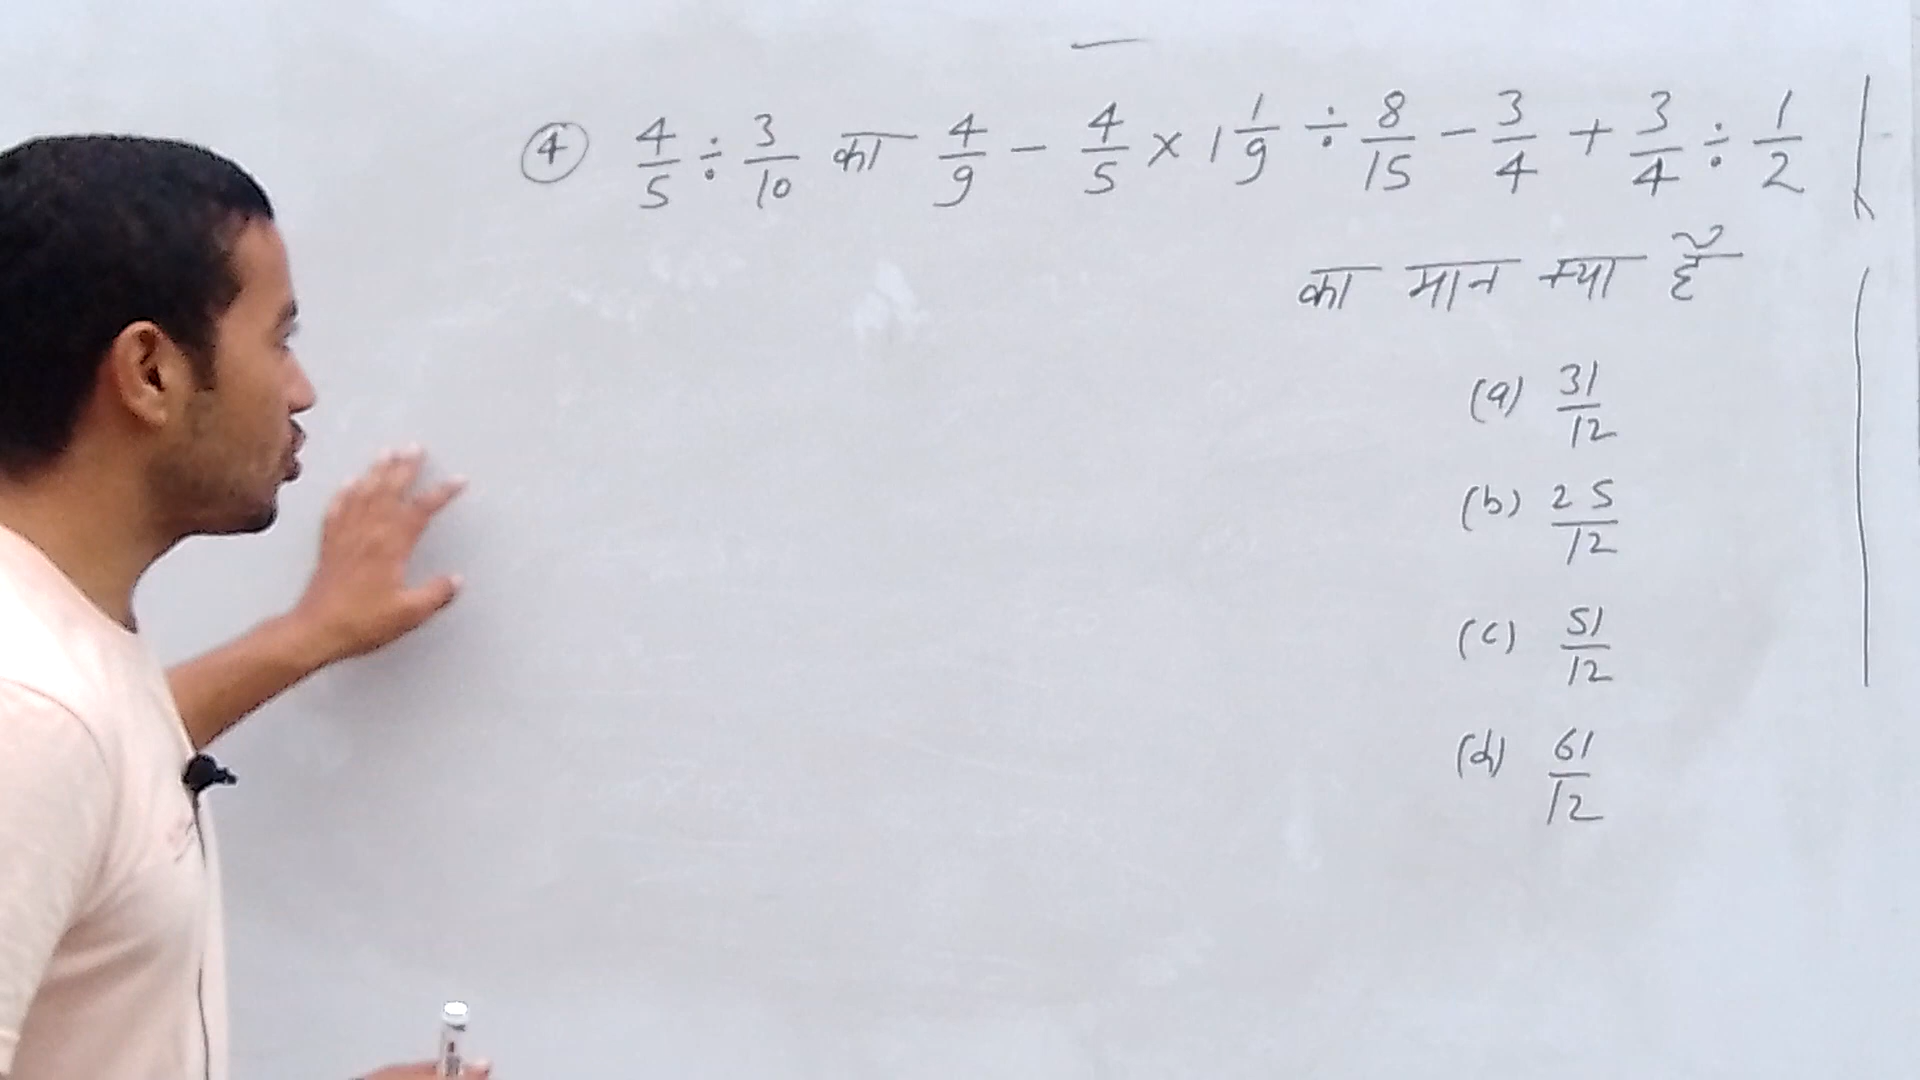 ④ 4/5 ÷ 3/10 का 4/9 − 4/5 × 1 1/9 ÷ 8/15 − 3/4 + 3/4 ÷ 1/2
का मान क्या है
(a) 31/12
(b) 25/12
(c) 51/12
(d) 61/12